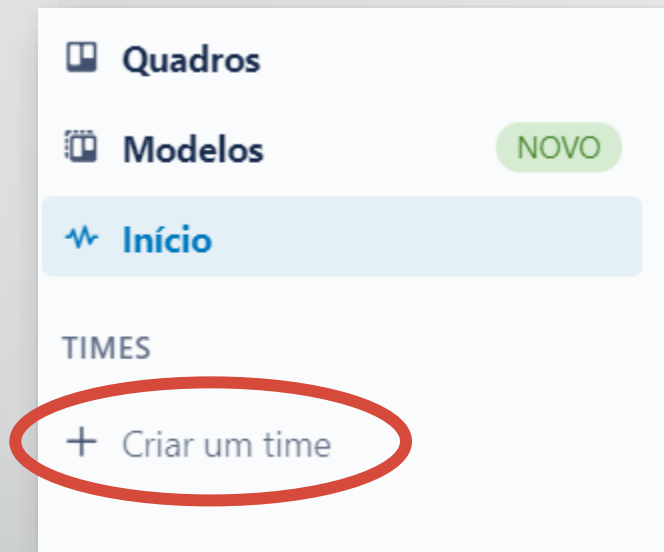 Quadros
Modelos NOVO
Início
TIMES
+ Criar um time